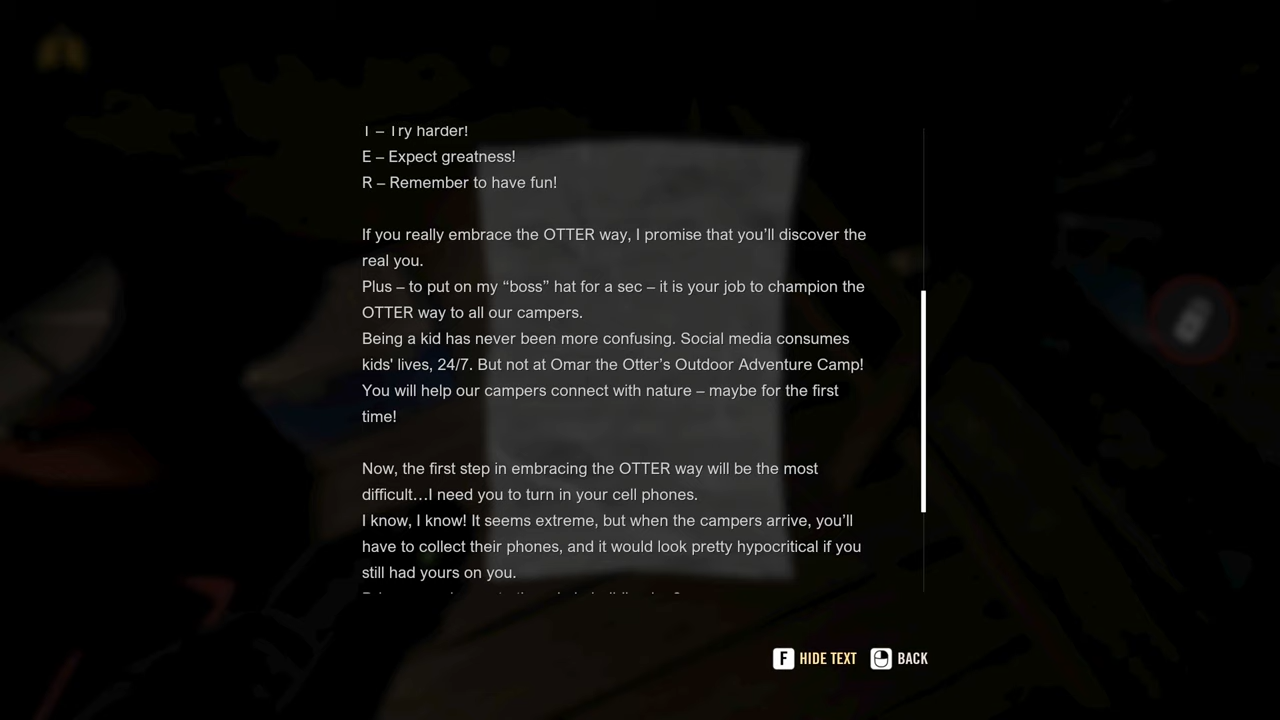 T – Try harder!
E – Expect greatness!
R – Remember to have fun!
If you really embrace the OTTER way, I promise that you’ll discover the
real you.
Plus – to put on my “boss” hat for a sec – it is your job to champion the
OTTER way to all our campers.
Being a kid has never been more confusing. Social media consumes
kids' lives, 24/7. But not at Omar the Otter’s Outdoor Adventure Camp!
You will help our campers connect with nature – maybe for the first
time!
Now, the first step in embracing the OTTER way will be the most
difficult…I need you to turn in your cell phones.
I know, I know! It seems extreme, but when the campers arrive, you’ll
have to collect their phones, and it would look pretty hypocritical if you
still had yours on you.
F HIDE TEXT BACK